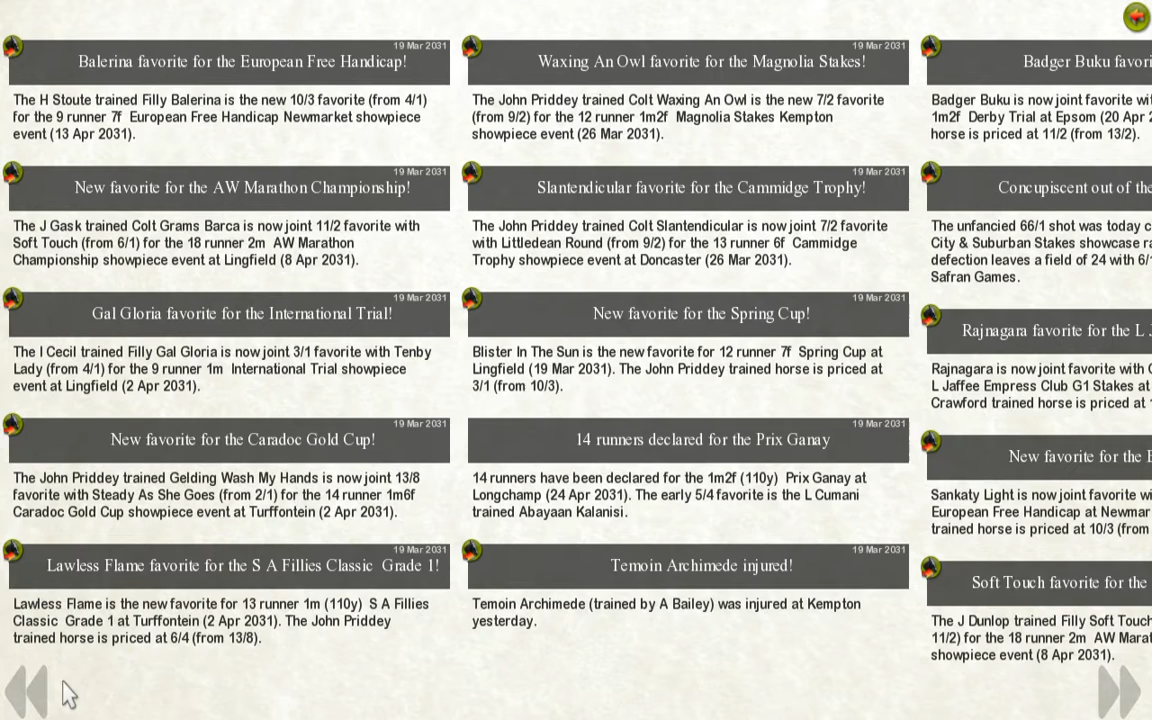 19 Mar 2031
Balerina favorite for the European Free Handicap!
The H Stoute trained Filly Balerina is the new 10/3 favorite (from 4/1)
for the 9 runner 7f European Free Handicap Newmarket showpiece
event (13 Apr 2031).
19 Mar 2031
New favorite for the AW Marathon Championship!
The J Gask trained Colt Grams Barca is now joint 11/2 favorite with
Soft Touch (from 6/1) for the 18 runner 2m AW Marathon
Championship showpiece event at Lingfield (8 Apr 2031).
19 Mar 2031
Gal Gloria favorite for the International Trial!
The I Cecil trained Filly Gal Gloria is now joint 3/1 favorite with Tenby
Lady (from 4/1) for the 9 runner 1m International Trial showpiece
event at Lingfield (2 Apr 2031).
19 Mar 2031
New favorite for the Caradoc Gold Cup!
The John Priddey trained Gelding Wash My Hands is now joint 13/8
favorite with Steady As She Goes (from 2/1) for the 14 runner 1m6f
Caradoc Gold Cup showpiece event at Turffontein (2 Apr 2031).
19 Mar 2031
Lawless Flame favorite for the S A Fillies Classic Grade 1!
Lawless Flame is the new favorite for 13 runner 1m (110y) S A Fillies
Classic Grade 1 at Turffontein (2 Apr 2031). The John Priddey
trained horse is priced at 6/4 (from 13/8).
19 Mar 2031
Waxing An Owl favorite for the Magnolia Stakes!
The John Priddey trained Colt Waxing An Owl is the new 7/2 favorite
(from 9/2) for the 12 runner 1m2f Magnolia Stakes Kempton
showpiece event (26 Mar 2031).
19 Mar 2031
Slantendicular favorite for the Cammidge Trophy!
The John Priddey trained Colt Slantendicular is now joint 7/2 favorite
with Littledean Round (from 9/2) for the 13 runner 6f Cammidge
Trophy showpiece event at Doncaster (26 Mar 2031).
19 Mar 2031
New favorite for the Spring Cup!
Blister In The Sun is the new favorite for 12 runner 7f Spring Cup at
Lingfield (19 Mar 2031). The John Priddey trained horse is priced at
3/1 (from 10/3).
19 Mar 2031
14 runners declared for the Prix Ganay
14 runners have been declared for the 1m2f (110y) Prix Ganay at
Longchamp (24 Apr 2031). The early 5/4 favorite is the L Cumani
trained Abayaan Kalanisi.
19 Mar 2031
Temoin Archimede injured!
Temoin Archimede (trained by A Bailey) was injured at Kempton
yesterday.
Badger Buku favori
Badger Buku is now joint favorite wi
1m2f Derby Trial at Epsom (20 Apr 2
horse is priced at 11/2 (from 13/2).
Concupiscent out of the
The unfancied 66/1 shot was today c
City & Suburban Stakes showcase ra
defection leaves a field of 24 with 6/
Safran Games.
Rajnagara favorite for the L J
Rajnagara is now joint favorite with
L Jaffee Empress Club G1 Stakes at
Crawford trained horse is priced at
New favorite for the E
Sankaty Light is now joint favorite wi
European Free Handicap at Newmar
trained horse is priced at 10/3 (from
Soft Touch favorite for the
The J Dunlop trained Filly Soft Touch
11/2) for the 18 runner 2m AW Marat
showpiece event (8 Apr 2031).